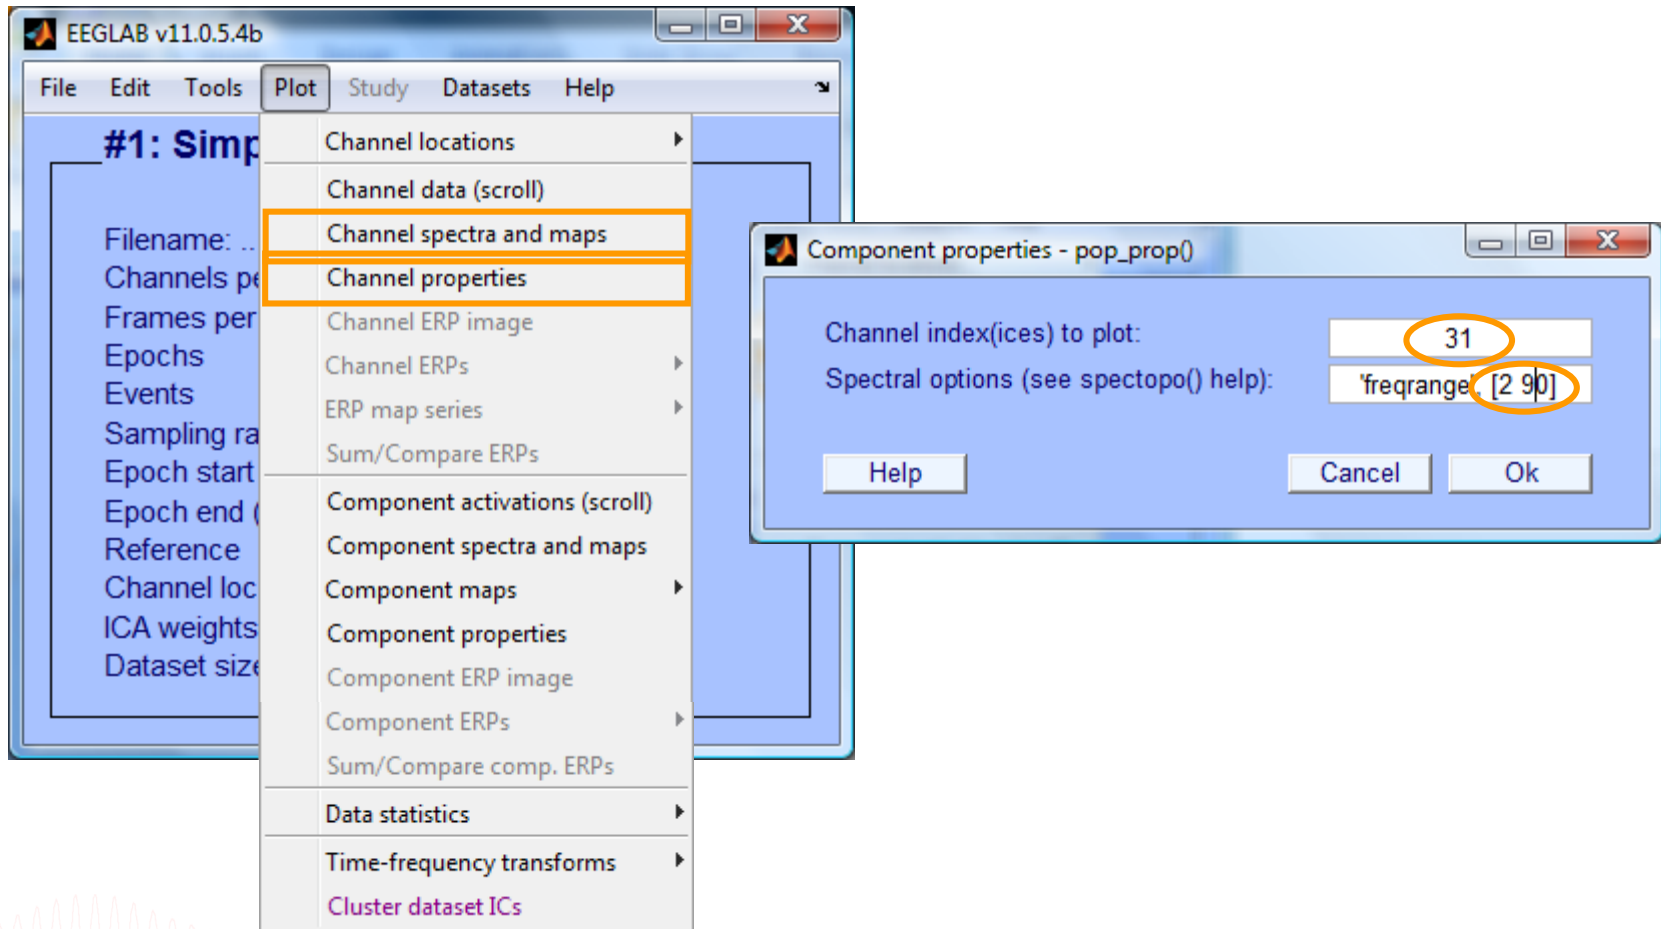 EEGLAB v11.0.5.4b
File Edit Tools Plot Study Datasets Help
#1: Simp
Filename: ..
Channels pe
Frames per
Epochs
Events
Sampling ra
Epoch start
Epoch end (
Reference
Channel loc
ICA weights
Dataset size
Channel locations
Channel data (scroll)
Channel spectra and maps
Channel properties
Channel ERP image
Channel ERPs
ERP map series
Sum/Compare ERPs
Component activations (scroll)
Component spectra and maps
Component maps
Component properties
Component ERP image
Component ERPs
Sum/Compare comp. ERPs
Data statistics
Time-frequency transforms
Cluster dataset ICs
Component properties - pop_prop()
Channel index(ices) to plot: 31
Spectral options (see spectopo() help): 'freqrange', [2 90]
Help Cancel Ok